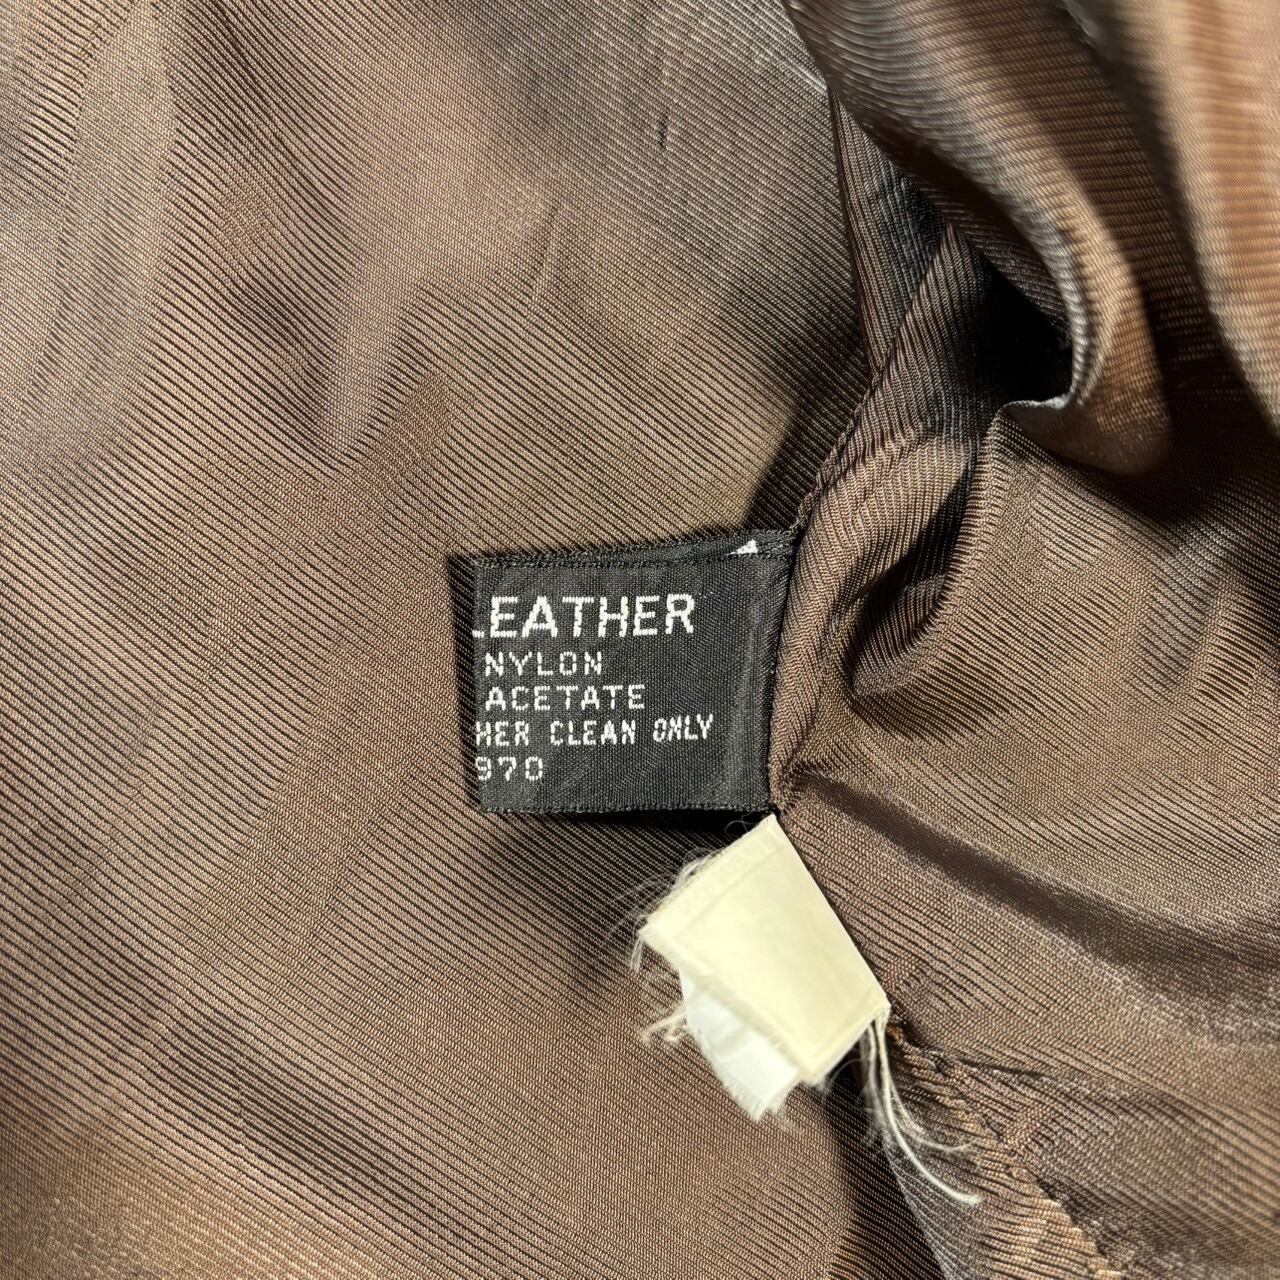 LEATHER
NYLON
ACETATE
HER CLEAN ONLY
970